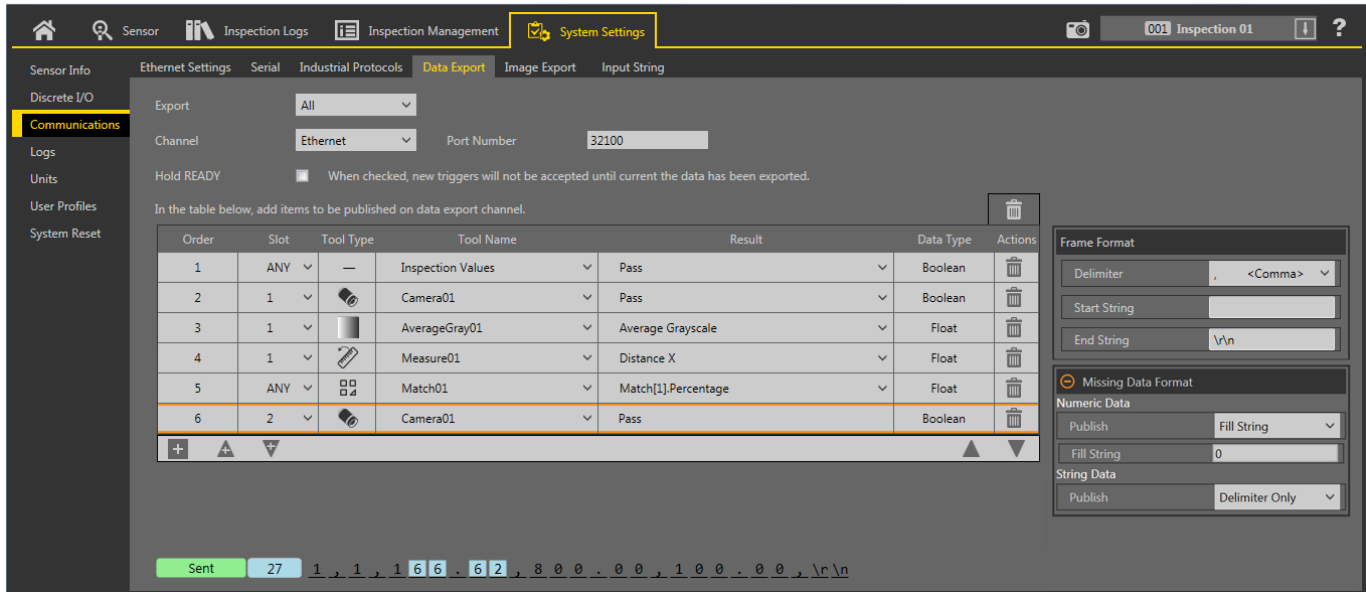 Sensor Inspection Logs Inspection Management System Settings 001 Inspection 01 ?
Sensor Info Ethernet Settings Serial Industrial Protocols Data Export Image Export Input String
Discrete I/O
Communications
Logs
Units
User Profiles
System Reset
Export All
Channel Ethernet Port Number 32100
Hold READY When checked, new triggers will not be accepted until current the data has been exported.
In the table below, add items to be published on data export channel.
Order Slot Tool Type Tool Name Result Data Type Actions
1 ANY — Inspection Values Pass Boolean
2 1 Camera01 Pass Boolean
3 1 AverageGray01 Average Grayscale Float
4 1 Measure01 Distance X Float
5 ANY Match01 Match[1].Percentage Float
6 2 Camera01 Pass Boolean
Frame Format
Delimiter , <Comma>
Start String
End String \r\n
Missing Data Format
Numeric Data
Publish Fill String
Fill String 0
String Data
Publish Delimiter Only
Sent 27 1,1,166.62,800.00,100.00,\r\n